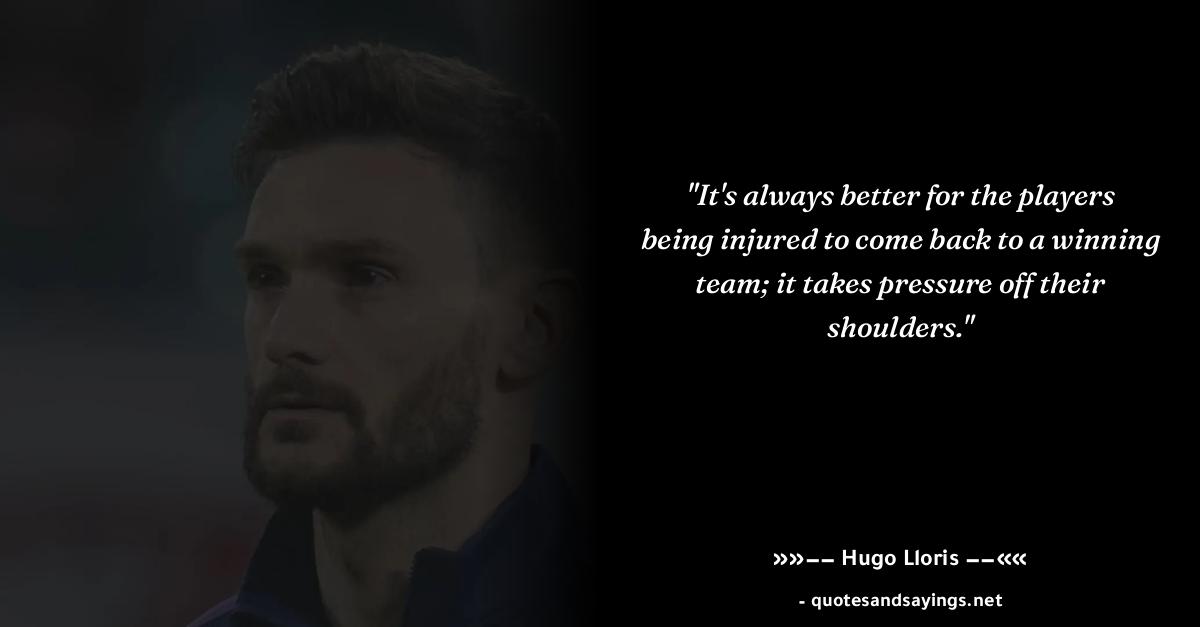 "It's always better for the players
being injured to come back to a winning
team; it takes pressure off their
shoulders."
»»−− Hugo Lloris −−««
- quotesandsayings.net